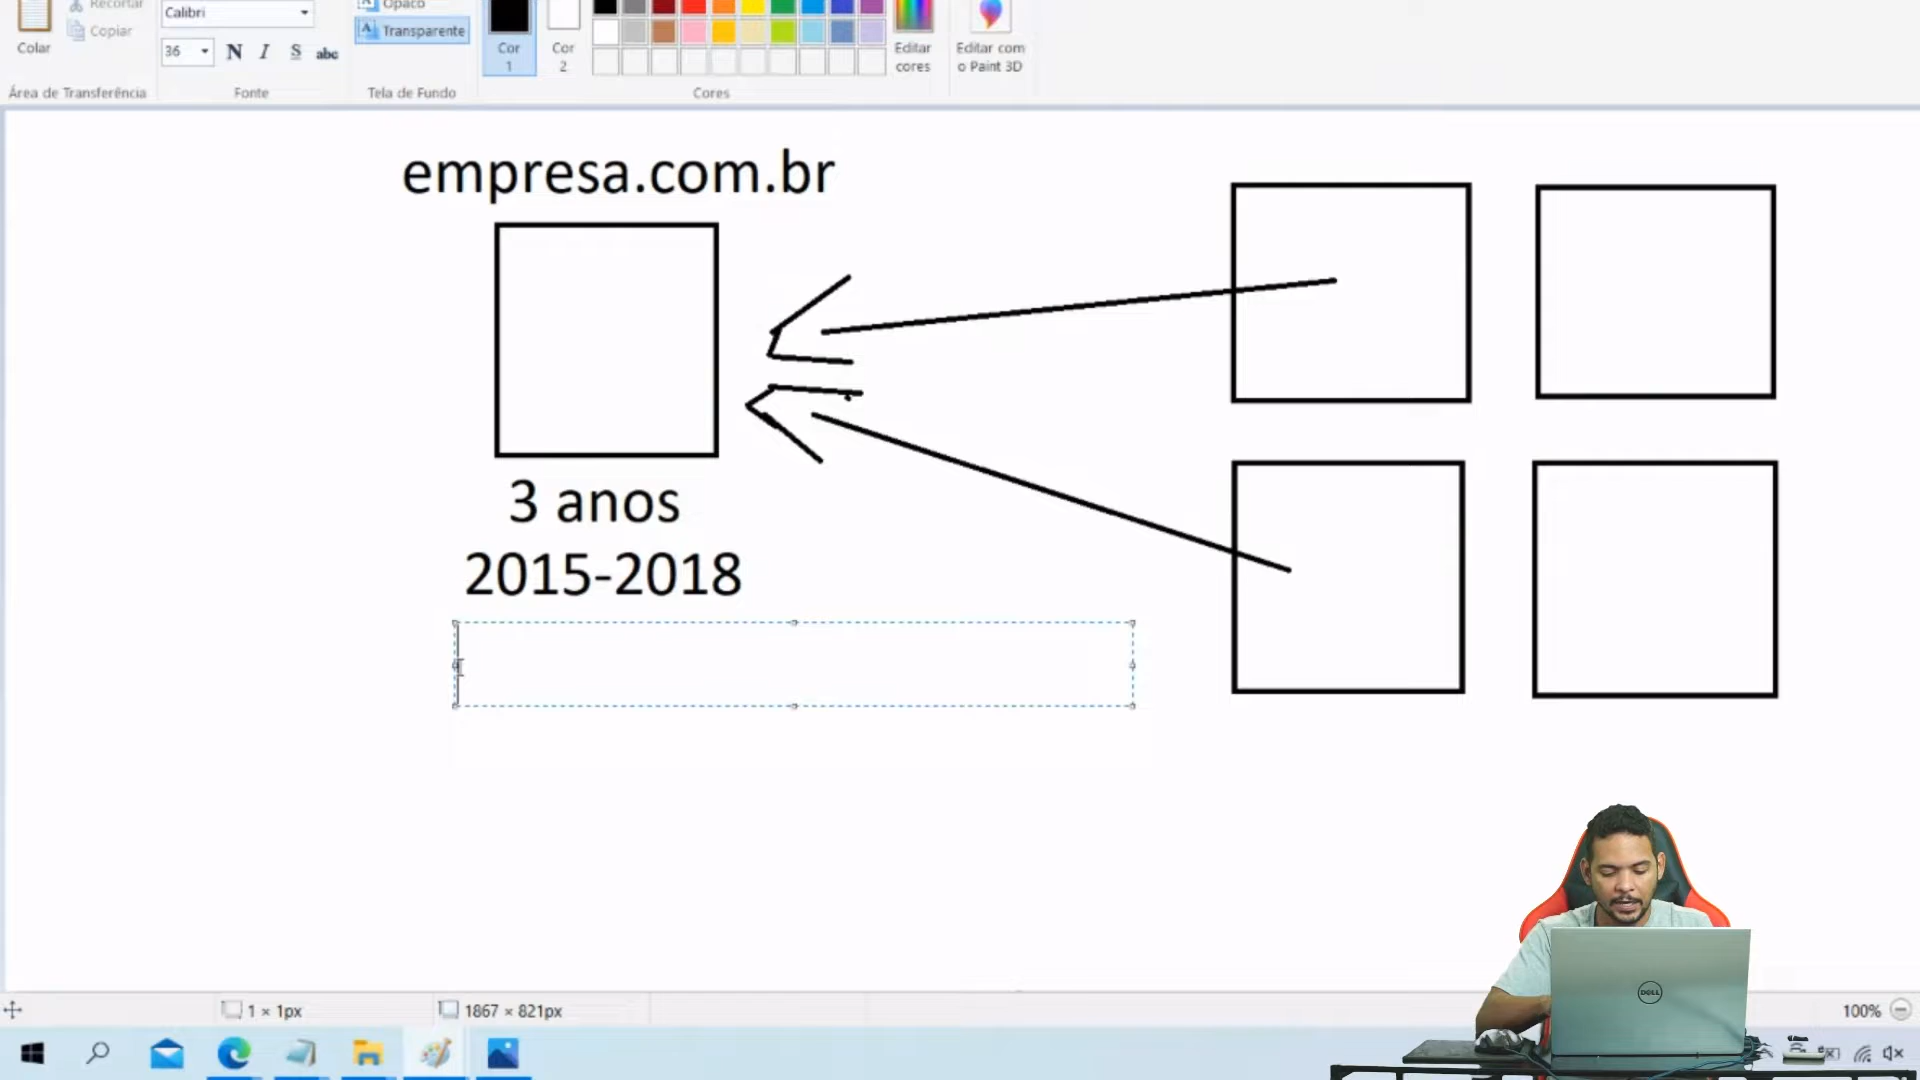 Recortar
Opaco
Calibri
Copiar
Transparente
Colar
36
N I S abc
Cor
1
Cor
2
Editar
cores
Editar com
o Paint 3D
Área de Transferência
Fonte
Tela de Fundo
Cores
empresa.com.br
3 anos
2015-2018
1 × 1px
1867 × 821px
100%
DELL